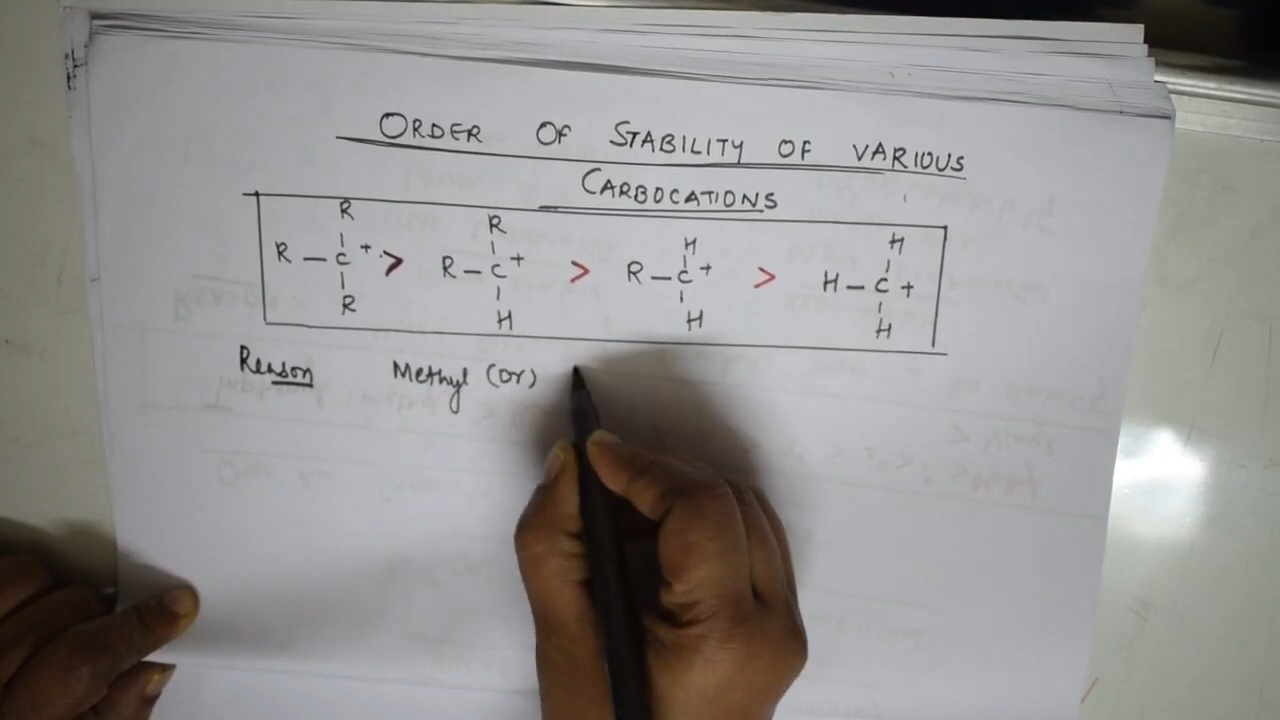 ORDER OF STABILITY OF VARIOUS
CARBOCATIONS
R R H H
R — C + > R — C + > R — C + > H — C +
R H H H
Reason Methyl (or)